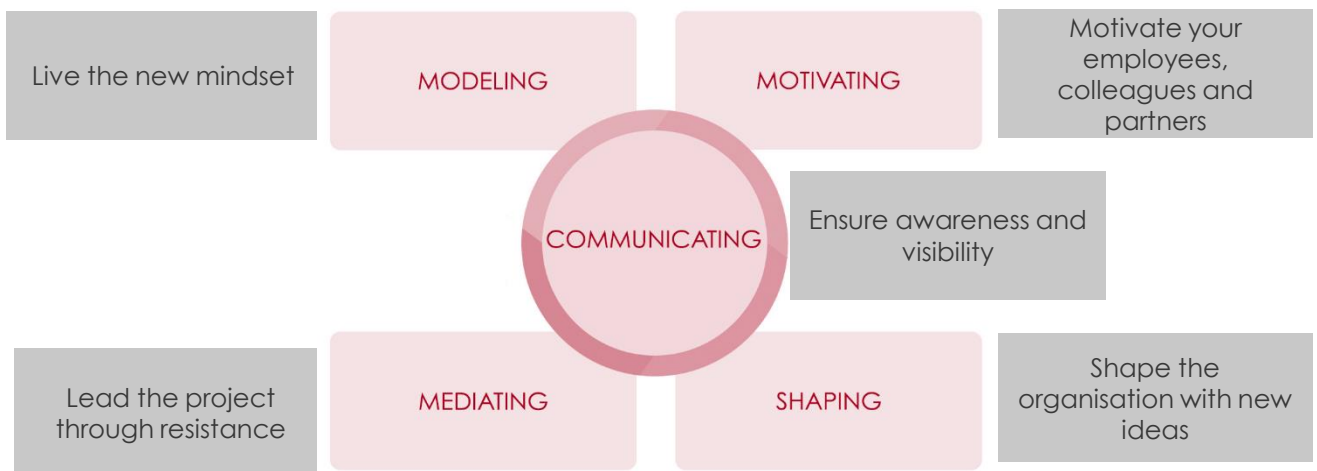 Live the new mindset
MODELING
MOTIVATING
Motivate your
employees,
colleagues and
partners
COMMUNICATING
Ensure awareness and
visibility
Lead the project
through resistance
MEDIATING
SHAPING
Shape the
organisation with new
ideas